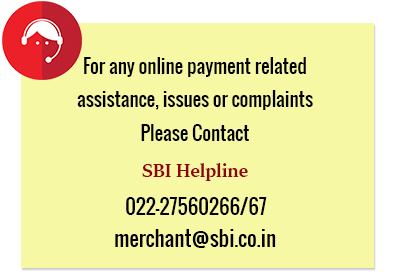 For any online payment related
assistance, issues or complaints
Please Contact
SBI Helpline
022-27560266/67
merchant@sbi.co.in